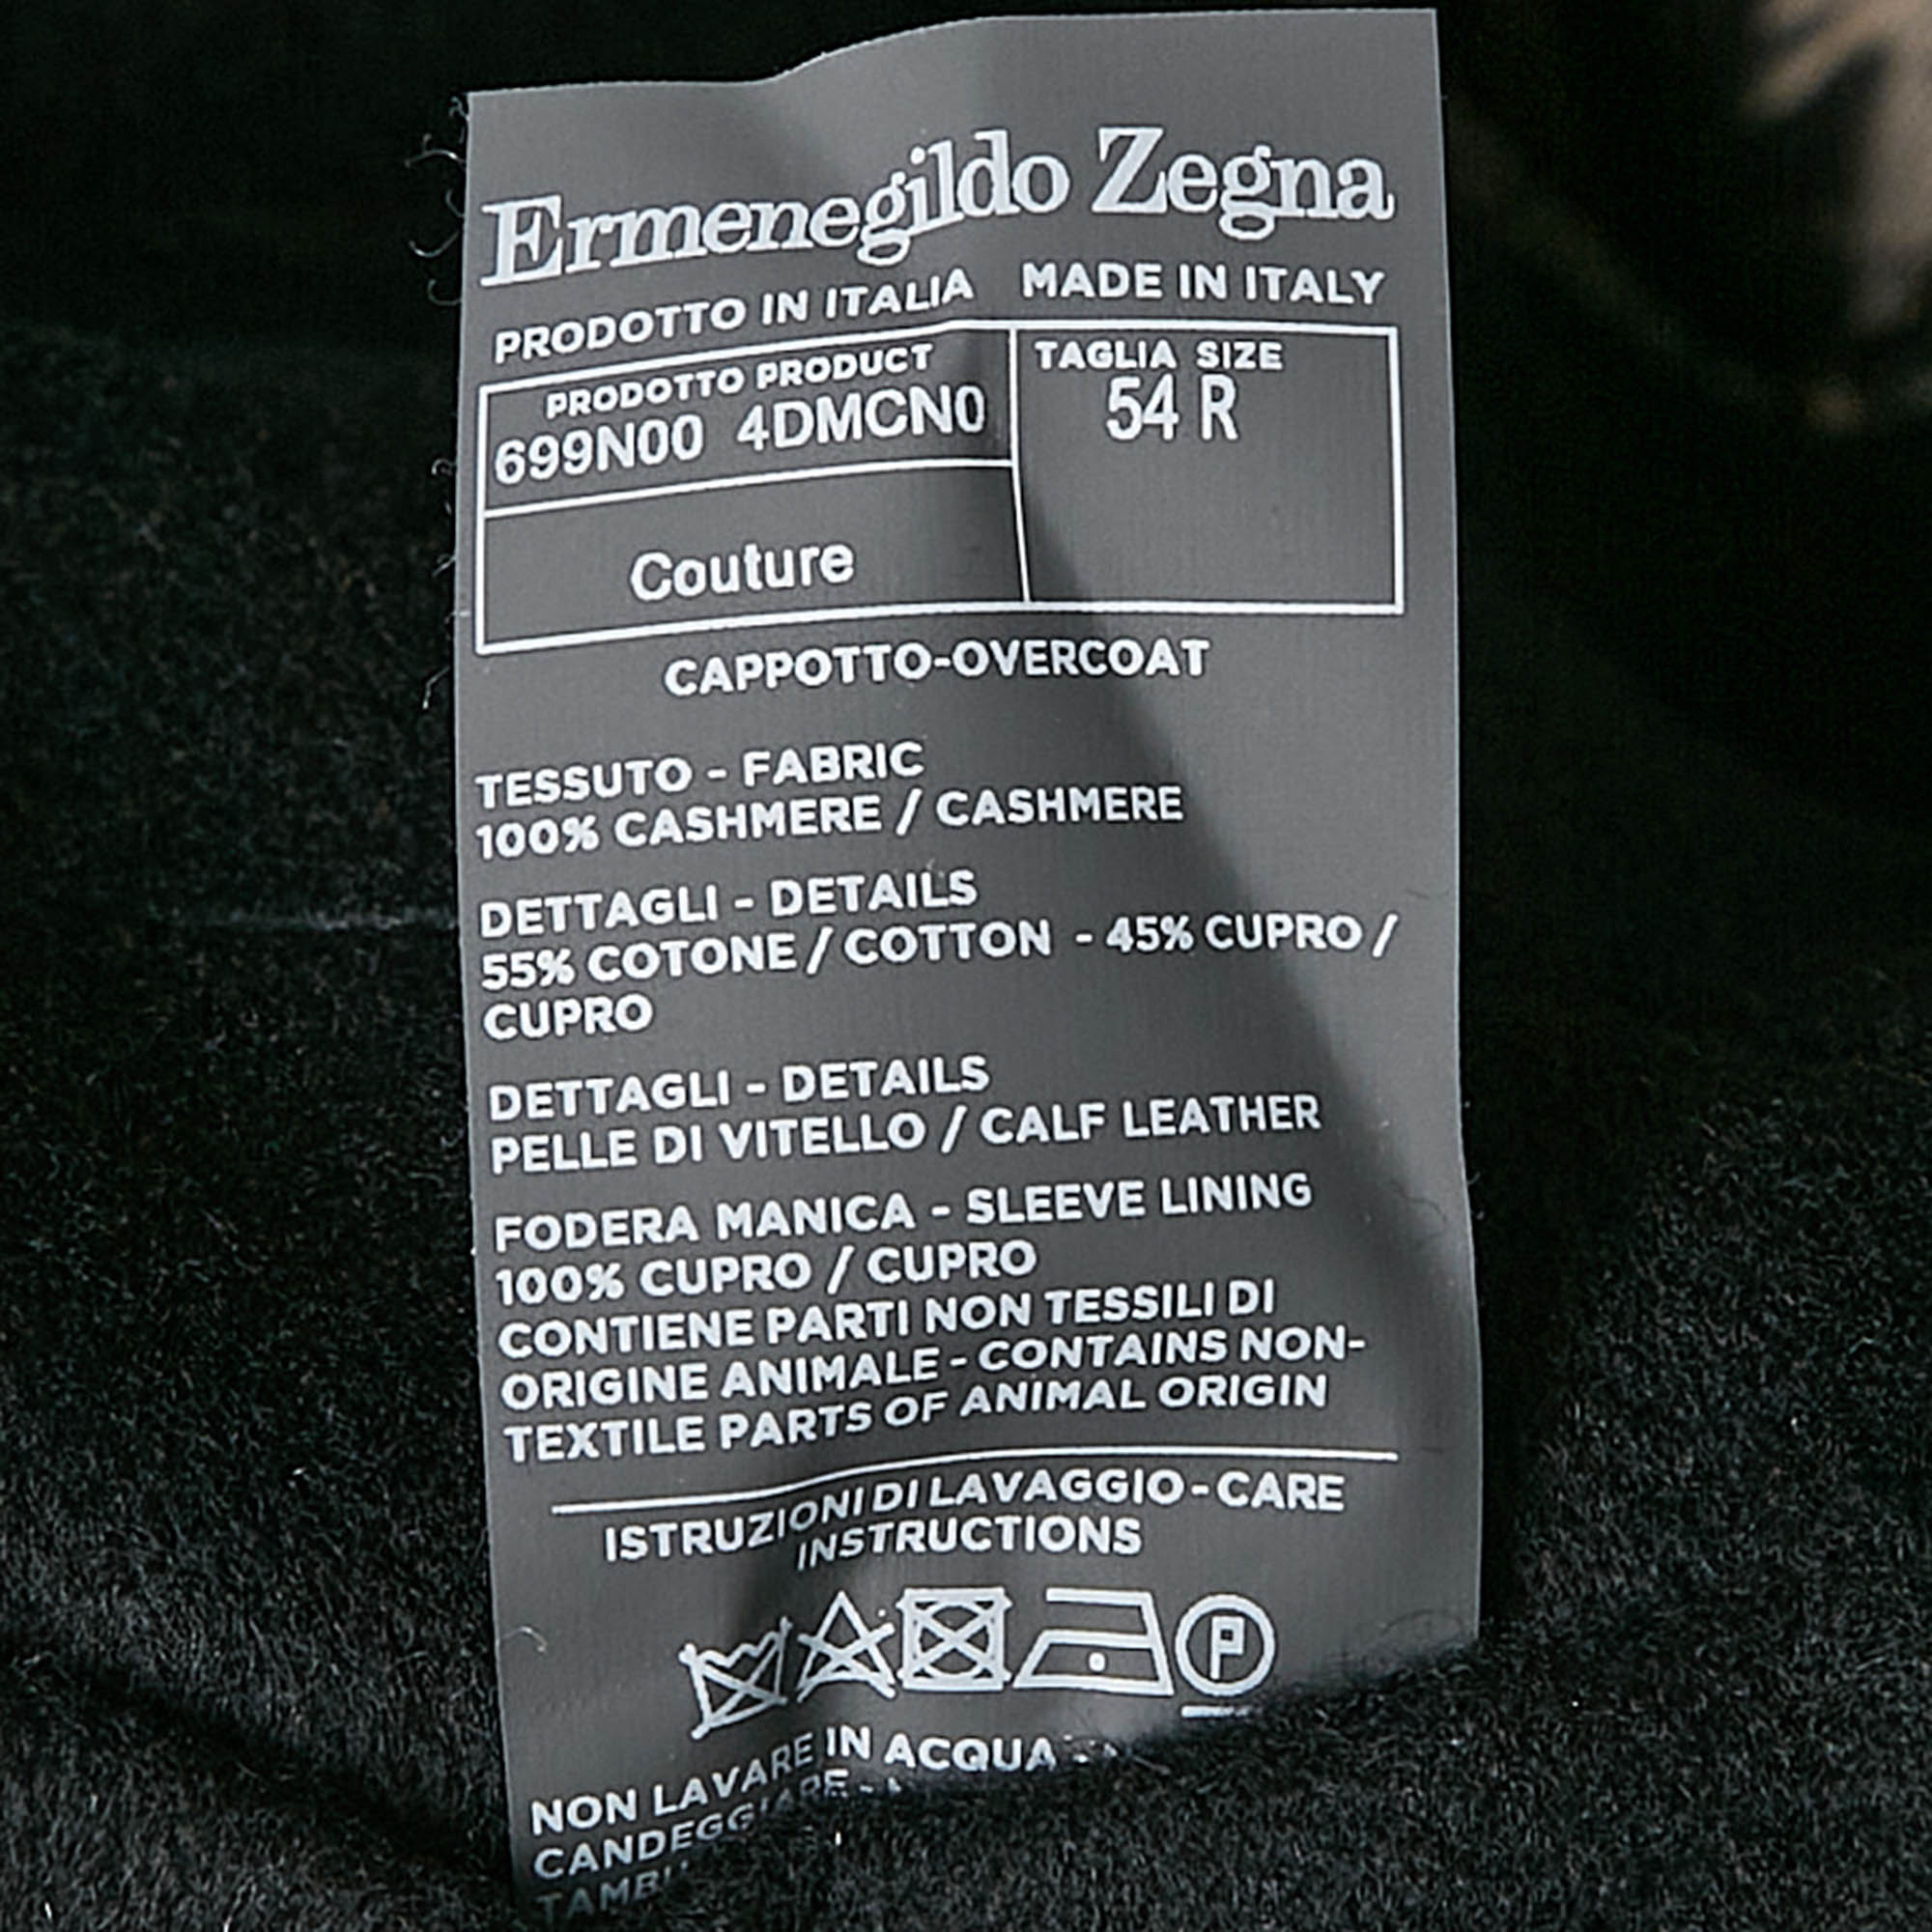 Ermenegildo Zegna
PRODOTTO IN ITALIA MADE IN ITALY
PRODOTTO PRODUCT
699N00 4DMCN0
TAGLIA SIZE
54 R
Couture
CAPPOTTO-OVERCOAT
TESSUTO - FABRIC
100% CASHMERE / CASHMERE
DETTAGLI - DETAILS
55% COTONE / COTTON - 45% CUPRO /
CUPRO
DETTAGLI - DETAILS
PELLE DI VITELLO / CALF LEATHER
FODERA MANICA - SLEEVE LINING
100% CUPRO / CUPRO
CONTIENE PARTI NON TESSILI DI
ORIGINE ANIMALE - CONTAINS NON-
TEXTILE PARTS OF ANIMAL ORIGIN
ISTRUZIONI DI LAVAGGIO - CARE
INSTRUCTIONS
P
NON LAVARE IN ACQUA -
CANDEGGIARE -